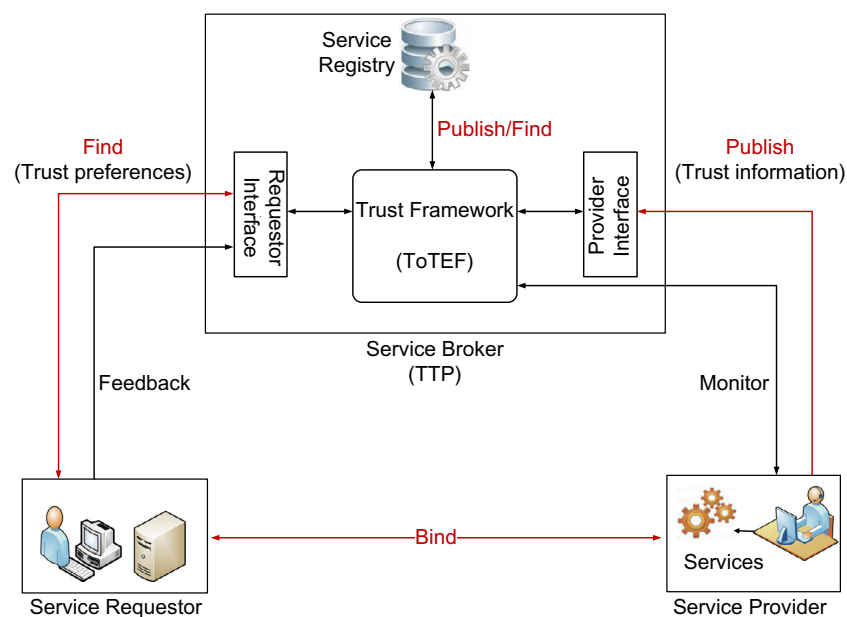 Service
Registry
Publish/Find
Find
(Trust preferences)
Publish
(Trust information)
Requestor
Interface
Trust Framework
(ToTEF)
Provider
Interface
Service Broker
(TTP)
Feedback
Monitor
Bind
Services
Service Requestor
Service Provider